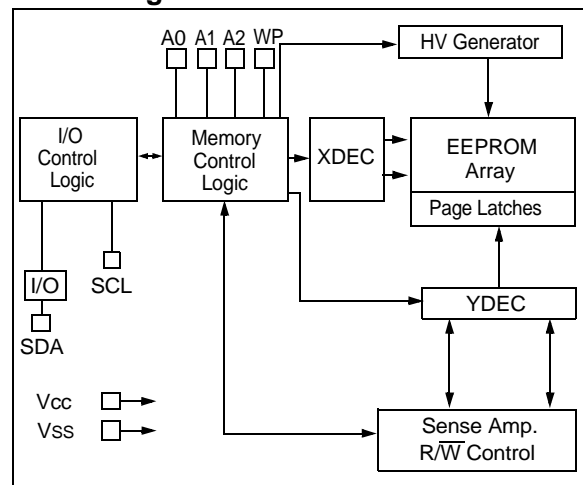 A0 A1 A2 WP
HV Generator
I/O
Control
Logic
Memory
Control
Logic
XDEC
EEPROM
Array
Page Latches
I/O
SCL
SDA
YDEC
Vcc
Vss
Sense Amp.
R/W̅ Control